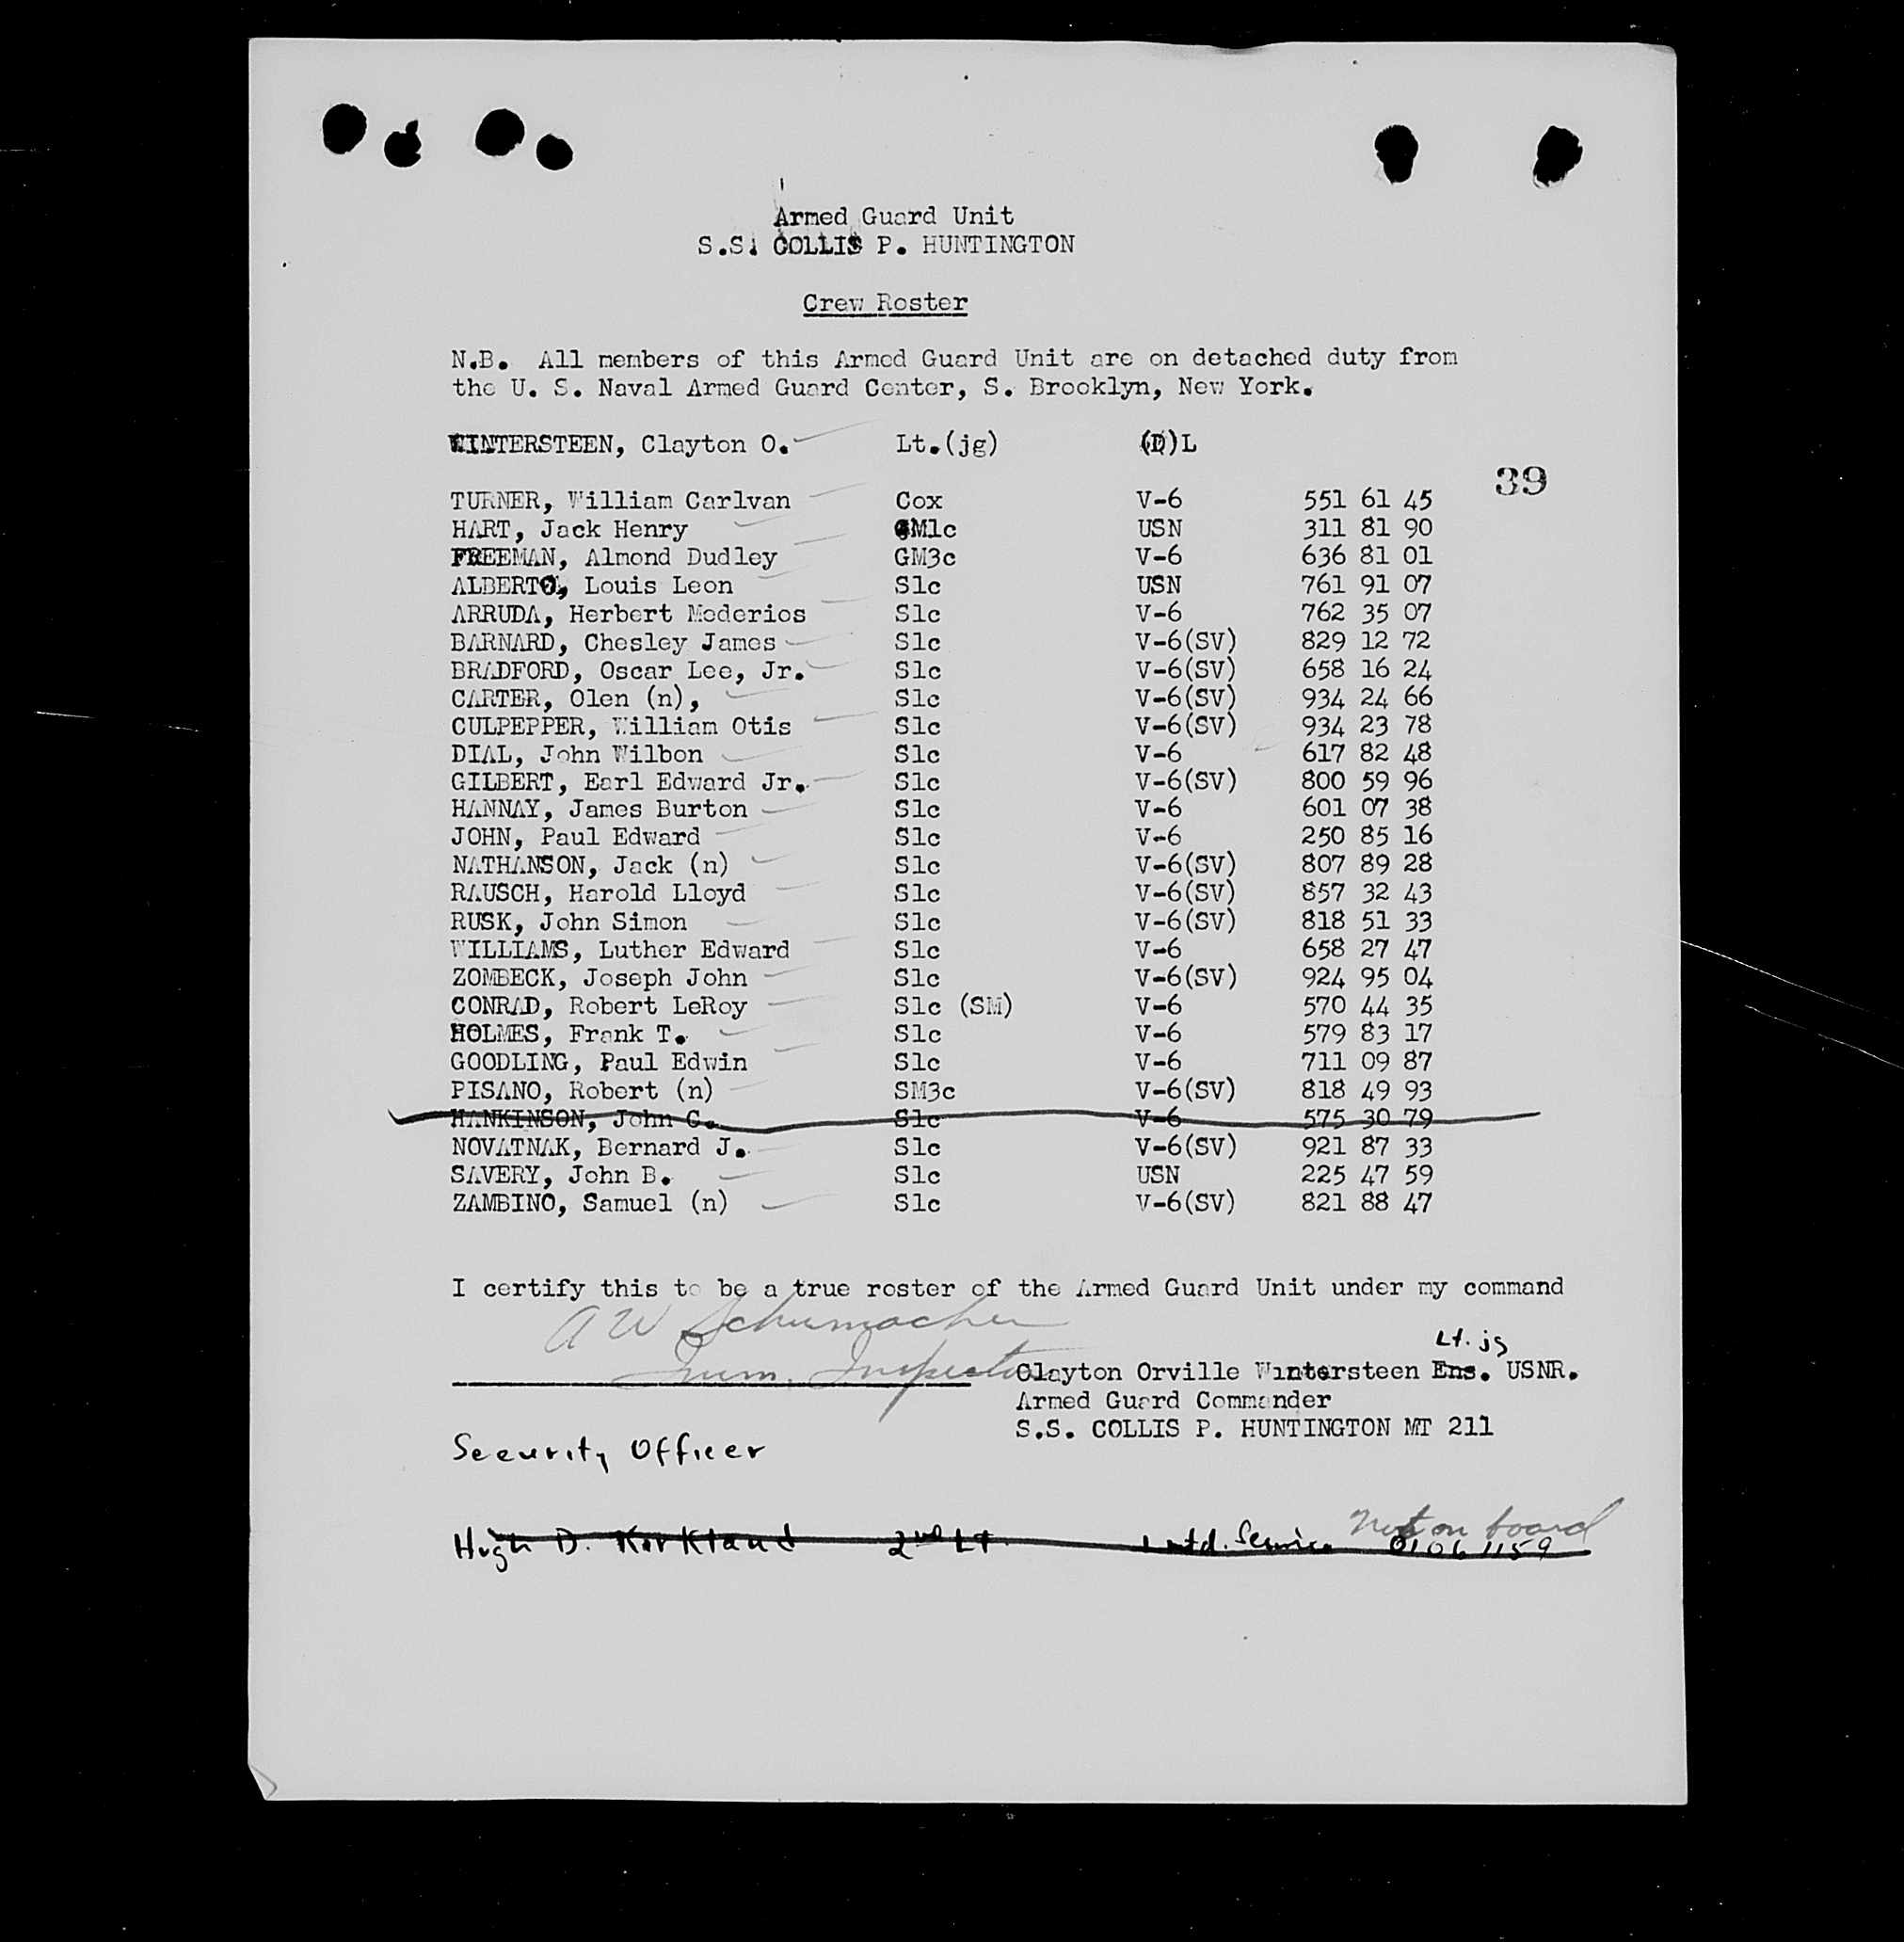 Armed Guard Unit
S.S. COLLIS P. HUNTINGTON
Crew Roster
N.B. All members of this Armed Guard Unit are on detached duty from
the U. S. Naval Armed Guard Center, S. Brooklyn, New York.
WINTERSTEEN, Clayton O. Lt.(jg) (D)L
39
TURNER, William Carlvan Cox V-6 551 61 45
HART, Jack Henry GM1c USN 311 81 90
FREEMAN, Almond Dudley GM3c V-6 636 81 01
ALBERTO, Louis Leon S1c USN 761 91 07
ARRUDA, Herbert Mederios S1c V-6 762 35 07
BARNARD, Chesley James S1c V-6(SV) 829 12 72
BRADFORD, Oscar Lee, Jr. S1c V-6(SV) 658 16 24
CARTER, Olen (n), S1c V-6(SV) 934 24 66
CULPEPPER, William Otis S1c V-6(SV) 934 23 78
DIAL, John Wilbon S1c V-6 617 82 48
GILBERT, Earl Edward Jr. S1c V-6(SV) 800 59 96
HANNAY, James Burton S1c V-6 601 07 38
JOHN, Paul Edward S1c V-6 250 85 16
NATHANSON, Jack (n) S1c V-6(SV) 807 89 28
RAUSCH, Harold Lloyd S1c V-6(SV) 857 32 43
RUSK, John Simon S1c V-6(SV) 818 51 33
WILLIAMS, Luther Edward S1c V-6 658 27 47
ZOMBECK, Joseph John S1c V-6(SV) 924 95 04
CONRAD, Robert LeRoy S1c (SM) V-6 570 44 35
HOLMES, Frank T. S1c V-6 579 83 17
GOODLING, Paul Edwin S1c V-6 711 09 87
PISANO, Robert (n) SM3c V-6(SV) 818 49 93
HANKINSON, John C. S1c V-6 575 30 79
NOVATNAK, Bernard J. S1c V-6(SV) 921 87 33
SAVERY, John B. S1c USN 225 47 59
ZAMBINO, Samuel (n) S1c V-6(SV) 821 88 47
I certify this to be a true roster of the Armed Guard Unit under my command
A W Schumacher
Imm. Inspector
Lt. jg
Clayton Orville Wintersteen Ens. USNR.
Armed Guard Commander
S.S. COLLIS P. HUNTINGTON MT 211
Security Officer
Not on board
Hugh D. Kirkland 2nd Lt. Lmtd. Service 0106 1159